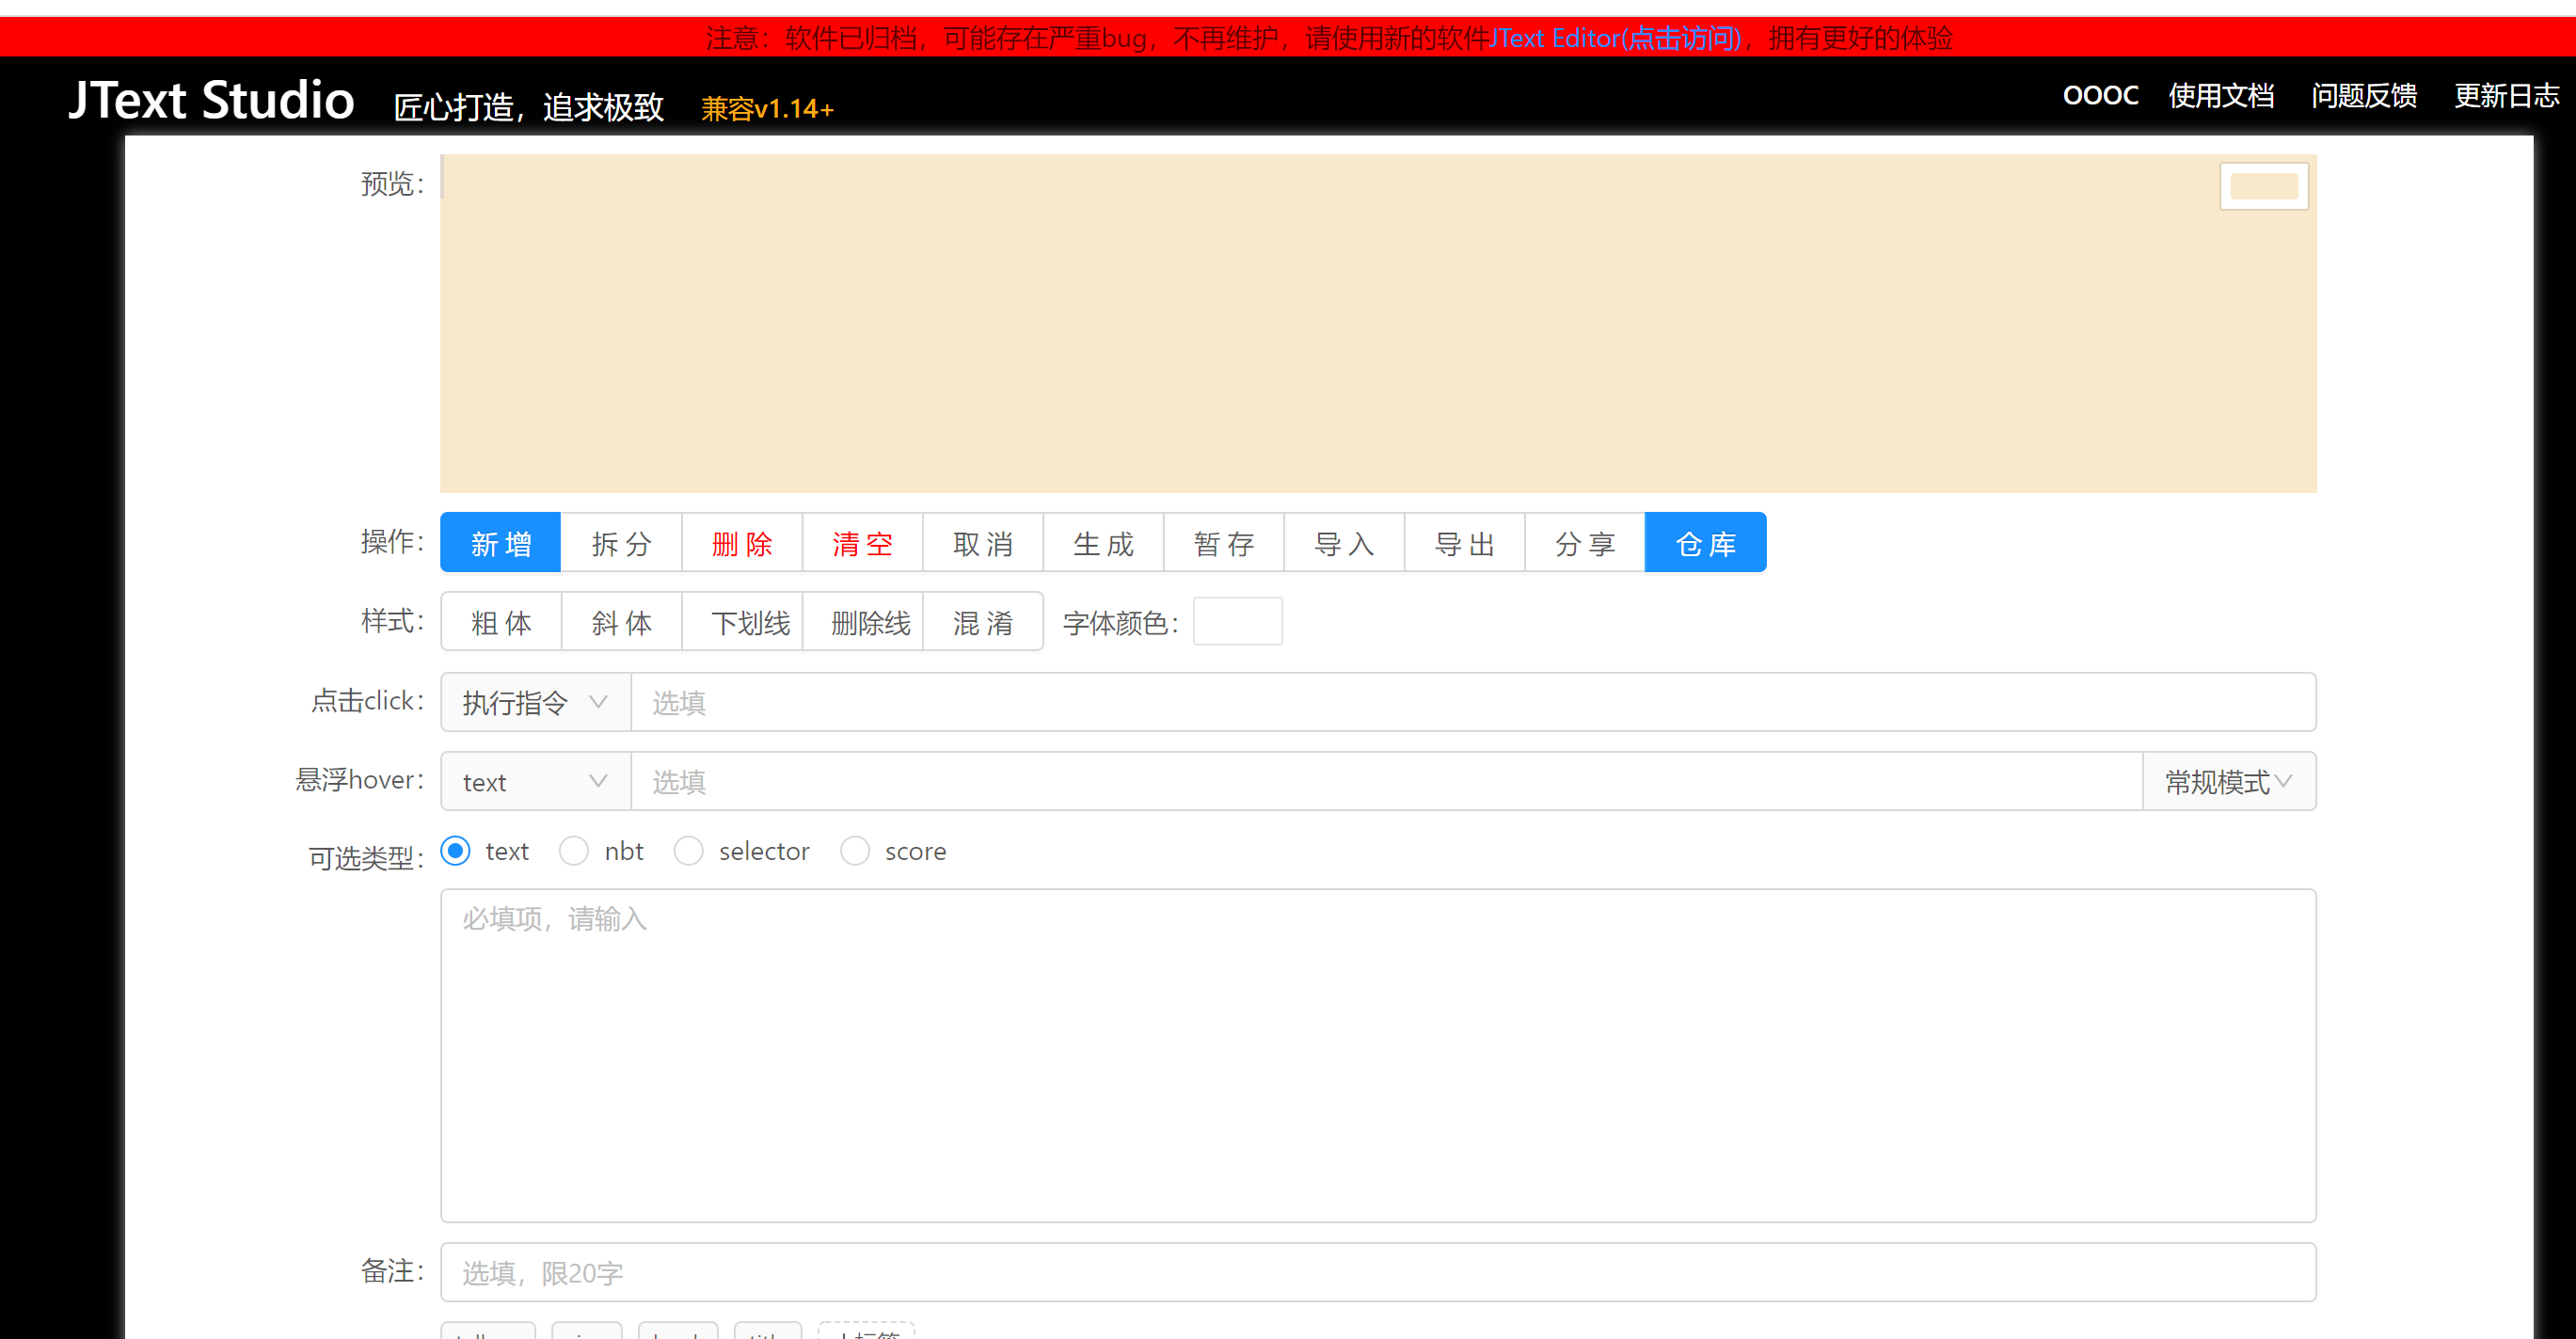 注意：软件已归档，可能存在严重bug，不再维护，请使用新的软件JText Editor(点击访问)，拥有更好的体验
JText Studio 匠心打造，追求极致 兼容v1.14+ OOOC 使用文档 问题反馈 更新日志
预览：
操作： 新 增 拆 分 删 除 清 空 取 消 生 成 暂 存 导 入 导 出 分 享 仓 库
样式： 粗 体 斜 体 下划线 删除线 混 淆 字体颜色：
点击click： 执行指令 选填
悬浮hover： text 选填 常规模式
可选类型： text nbt selector score
必填项，请输入
备注： 选填，限20字